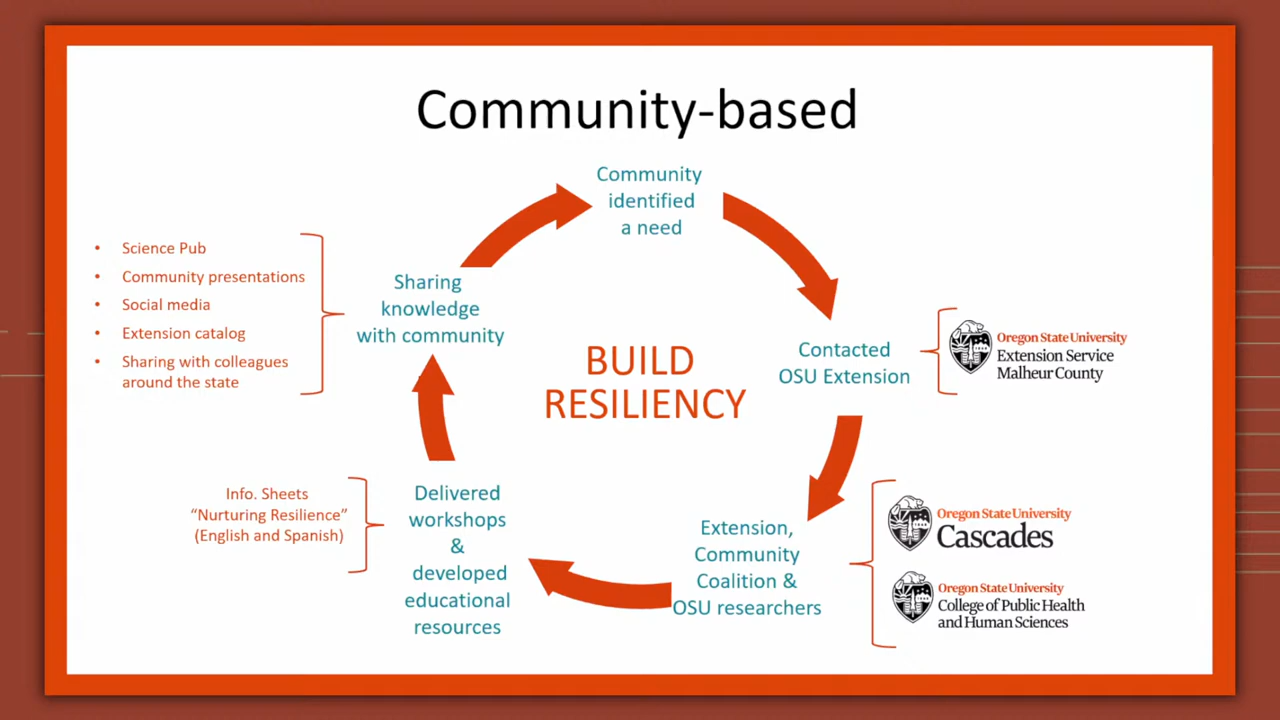 Community-based
Community
identified
a need
Contacted
OSU Extension
Oregon State University
Extension Service
Malheur County
Extension,
Community
Coalition &
OSU researchers
Oregon State University
Cascades
Oregon State University
College of Public Health
and Human Sciences
Delivered
workshops
&
developed
educational
resources
Info. Sheets
“Nurturing Resilience”
(English and Spanish)
Sharing
knowledge
with community
• Science Pub
• Community presentations
• Social media
• Extension catalog
• Sharing with colleagues
around the state
BUILD
RESILIENCY